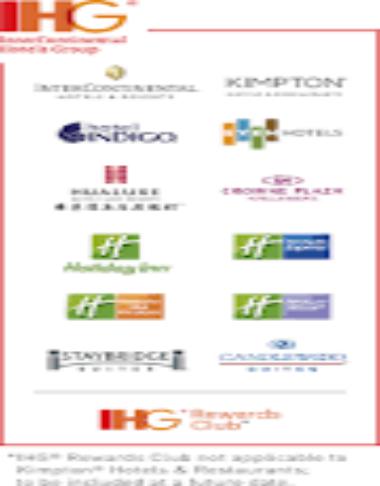 IHG®
InterContinental
Hotels Group
INTERCONTINENTAL
HOTELS & RESORTS
KIMPTON®
HOTELS & RESTAURANTS
hotel
INDIGO
HOTELS
HUALUXE
CROWNE PLAZA
Holiday Inn
STAYBRIDGE
SUITES
CANDLEWOOD
SUITES
IHG® Rewards
Club™
*IHG® Rewards Club not applicable to
Kimpton® Hotels & Restaurants;
to be included at a future date.